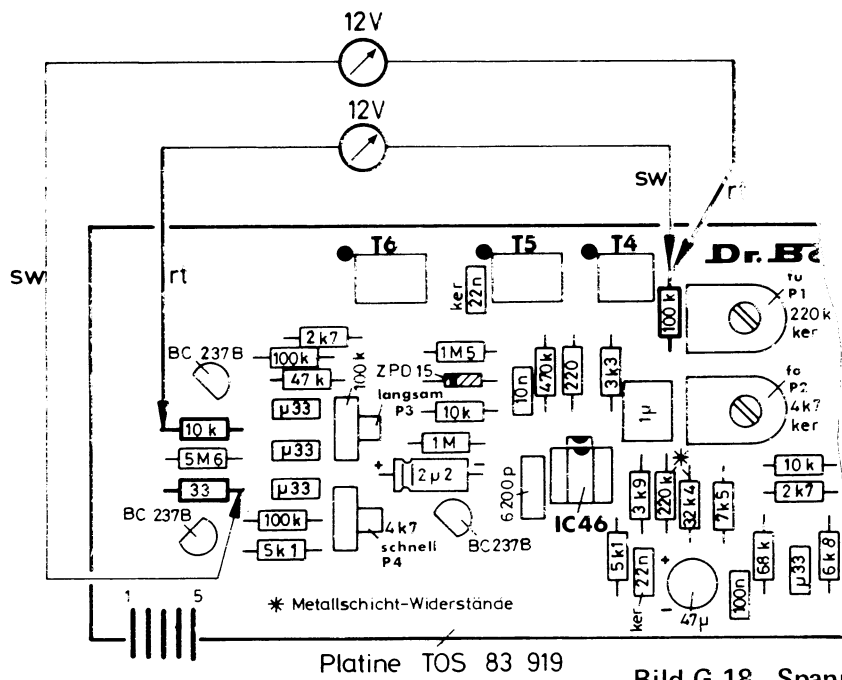 12V
12V
sw
rt
sw
rt
T6
T5
T4
Dr. Bö
ker
22n
100k
fu
P1
220k
ker
2k7
BC 237B
100k
47k
100k
1M5
ZPD 15
langsam
P3
10n
470k
220
3k3
1µ
fo
P2
4k7
ker
10k
µ33
10k
5M6
µ33
1M
33
µ33
+
2µ2
-
6200p
IC46
3k9
220k
*
32k4
7k5
10k
2k7
BC 237B
100k
5k1
4k7
schnell
P4
BC237B
5k1
ker
22n
+
47µ
-
100n
68k
µ33
6k8
1 5
* Metallschicht-Widerstände
Platine TOS 83 919
Bild G 18 Span